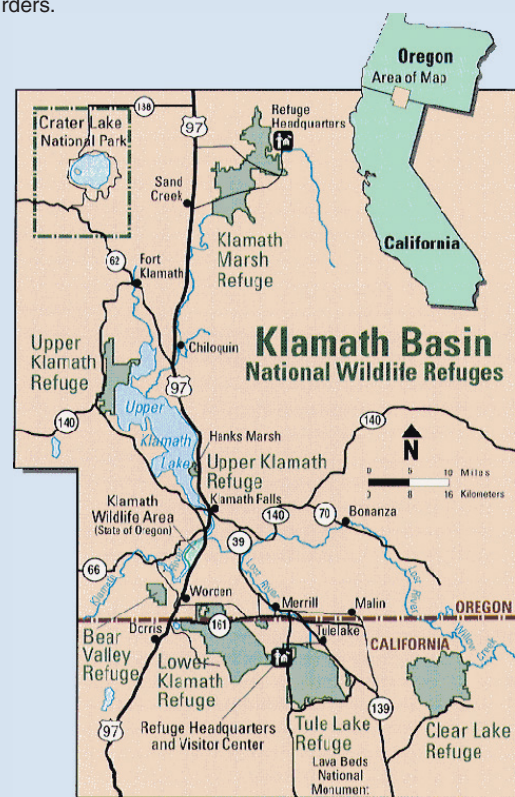 rders.
Oregon
Area of Map
California
138
97
Refuge
Headquarters
Crater Lake
National Park
Sand
Creek
Klamath
Marsh
Refuge
62
Fort
Klamath
Upper
Klamath
Refuge
Chiloquin
97
Klamath Basin
National Wildlife Refuges
140
Upper
Klamath
Lake
Hanks Marsh
Upper Klamath
Refuge
140
N
0 5 10 Miles
0 8 16 Kilometers
Klamath
Wildlife Area
(State of Oregon)
Klamath Falls
140
70
Bonanza
39
66
Klamath
River
Lost River
Lost River
Willow Creek
Worden
Merrill
Malin
OREGON
CALIFORNIA
161
Dorris
Tulelake
Bear
Valley
Refuge
Lower
Klamath
Refuge
97
Refuge Headquarters
and Visitor Center
Tule Lake
Refuge
139
Clear Lake
Refuge
Lava Beds
National
Monument